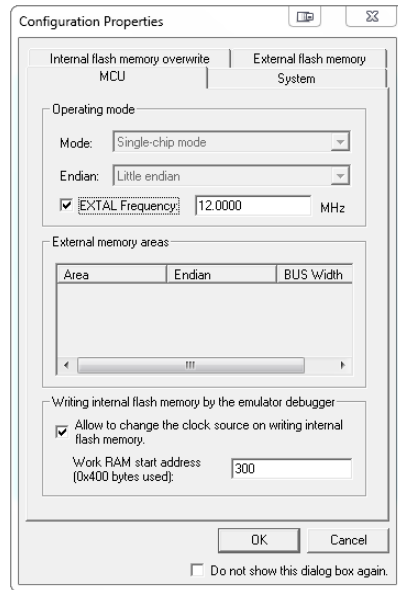 Configuration Properties
Internal flash memory overwrite
External flash memory
MCU
System
Operating mode
Mode:
Single-chip mode
Endian:
Little endian
EXTAL Frequency:
12.0000
MHz
External memory areas
Area
Endian
BUS Width
Writing internal flash memory by the emulator debugger
Allow to change the clock source on writing internal
flash memory.
Work RAM start address
(0x400 bytes used):
300
OK
Cancel
Do not show this dialog box again.